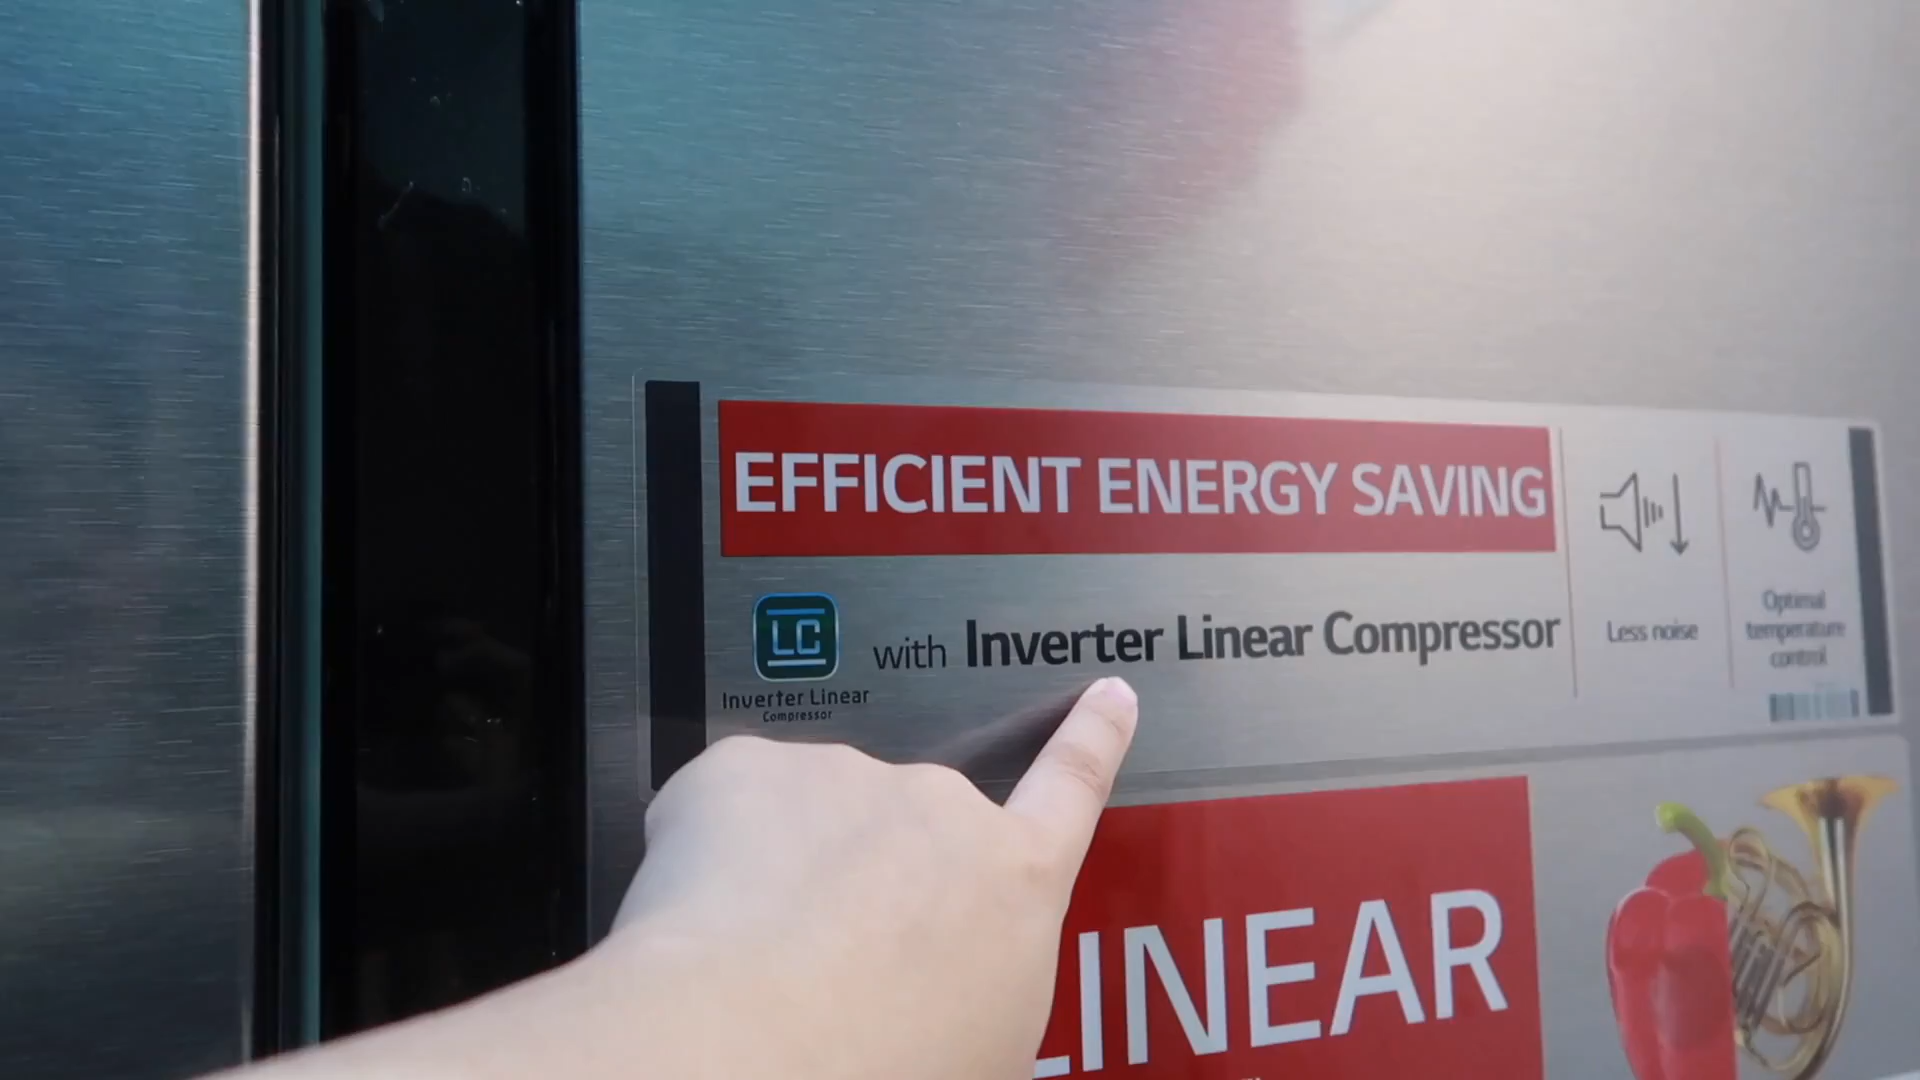 EFFICIENT ENERGY SAVING
LC
Inverter Linear
Compressor
with Inverter Linear Compressor
Less noise
Optimal
temperature
control
LINEAR